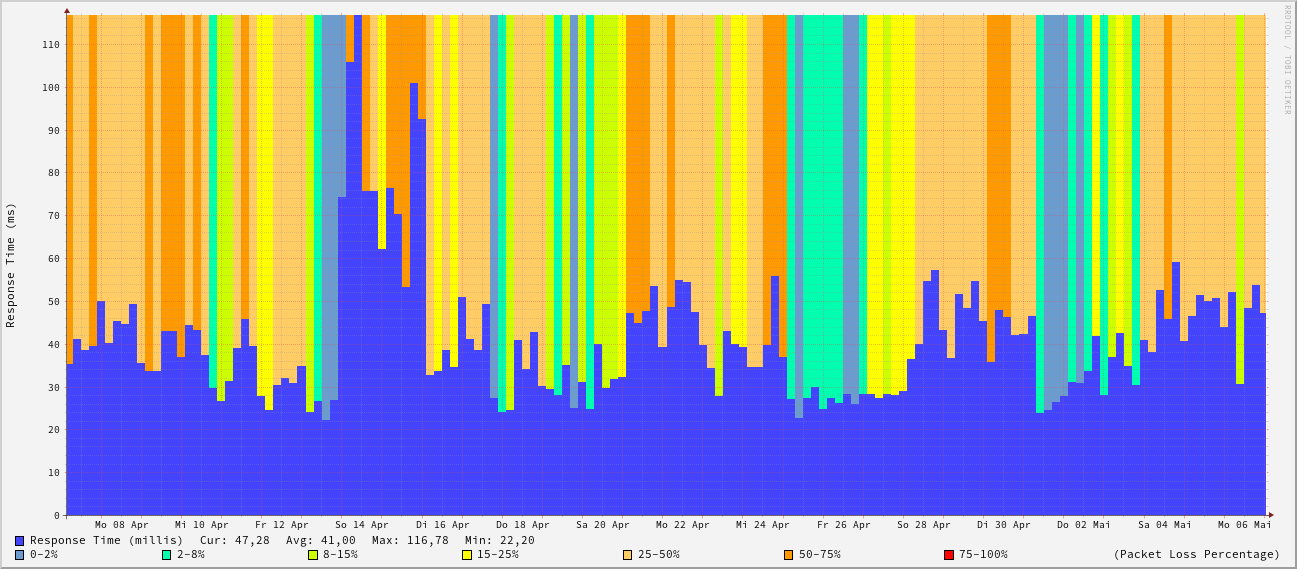 RRDTOOL / TOBI OETIKER
Response Time (ms)
110
100
90
80
70
60
50
40
30
20
10
0
Mo 08 Apr Mi 10 Apr Fr 12 Apr So 14 Apr Di 16 Apr Do 18 Apr Sa 20 Apr Mo 22 Apr Mi 24 Apr Fr 26 Apr So 28 Apr Di 30 Apr Do 02 Mai Sa 04 Mai Mo 06 Mai
Response Time (millis) Cur: 47,28 Avg: 41,00 Max: 116,78 Min: 22,20
0-2% 2-8% 8-15% 15-25% 25-50% 50-75% 75-100% (Packet Loss Percentage)